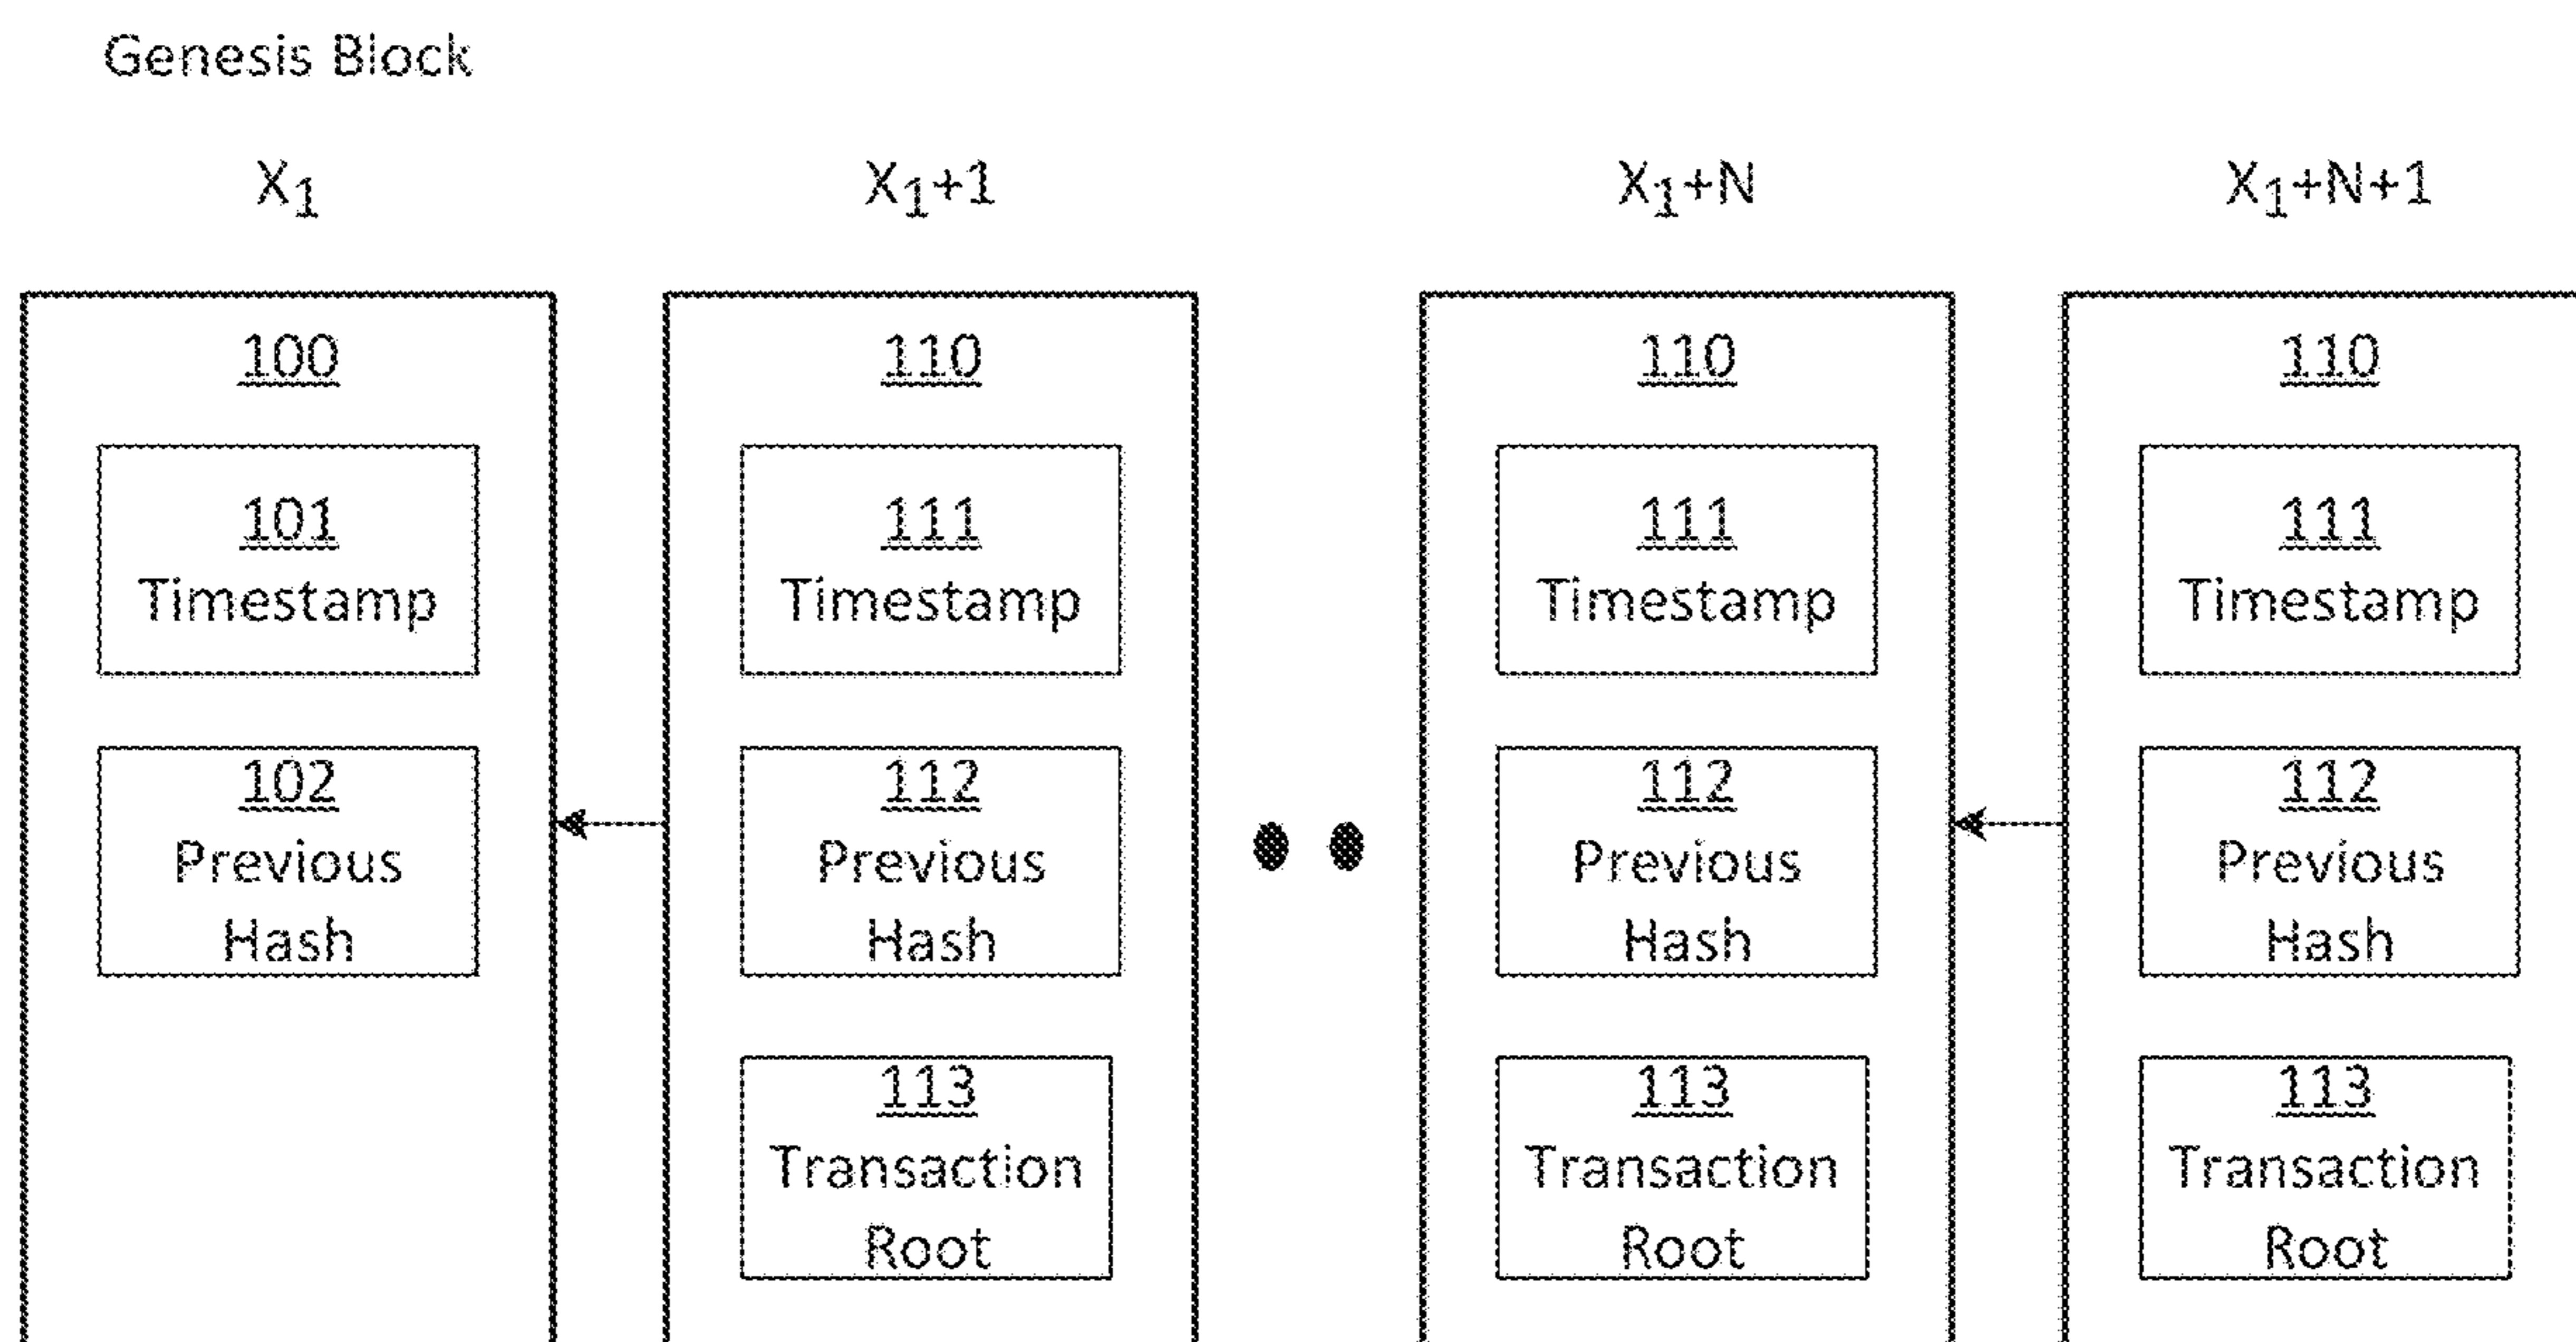 Genesis Block
X₁
X₁+1
X₁+N
X₁+N+1
100
101
Timestamp
102
Previous
Hash
110
111
Timestamp
112
Previous
Hash
113
Transaction
Root
110
111
Timestamp
112
Previous
Hash
113
Transaction
Root
110
111
Timestamp
112
Previous
Hash
113
Transaction
Root